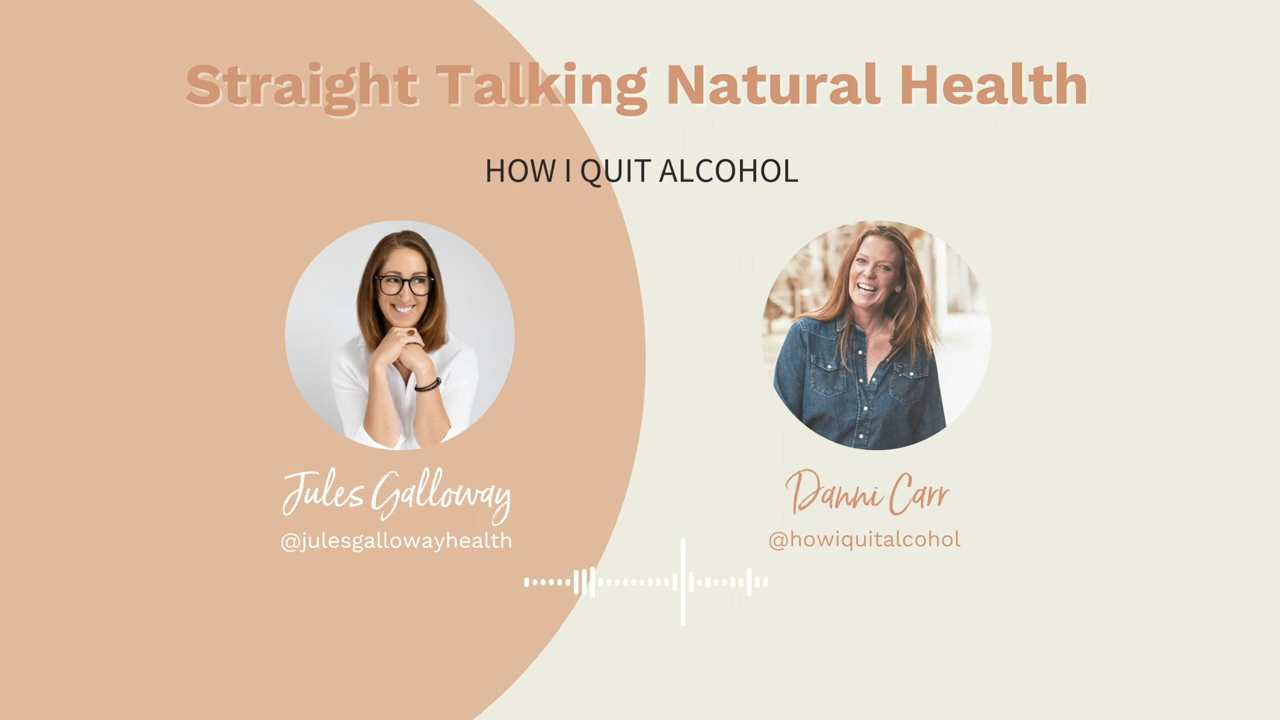 Straight Talking Natural Health
HOW I QUIT ALCOHOL
Jules Galloway
@julesgallowayhealth
Danni Carr
@howiquitalcohol